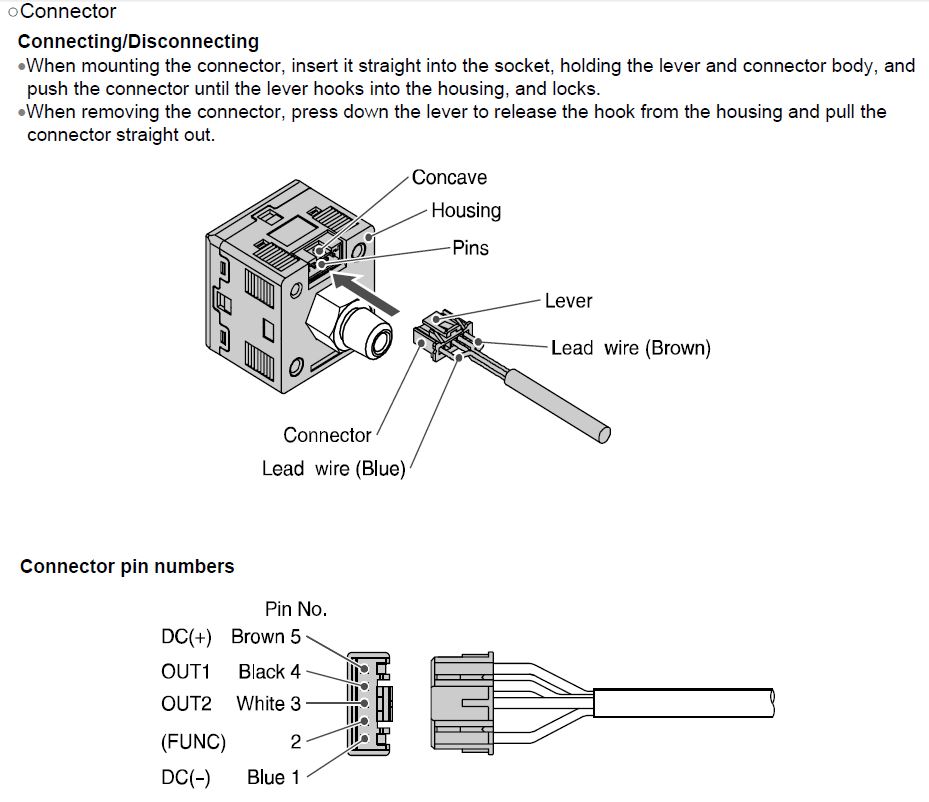 ○Connector
Connecting/Disconnecting
●When mounting the connector, insert it straight into the socket, holding the lever and connector body, and
push the connector until the lever hooks into the housing, and locks.
●When removing the connector, press down the lever to release the hook from the housing and pull the
connector straight out.
Concave
Housing
Pins
Lever
Lead wire (Brown)
Connector
Lead wire (Blue)
Connector pin numbers
Pin No.
DC(+) Brown 5
OUT1 Black 4
OUT2 White 3
(FUNC) 2
DC(-) Blue 1